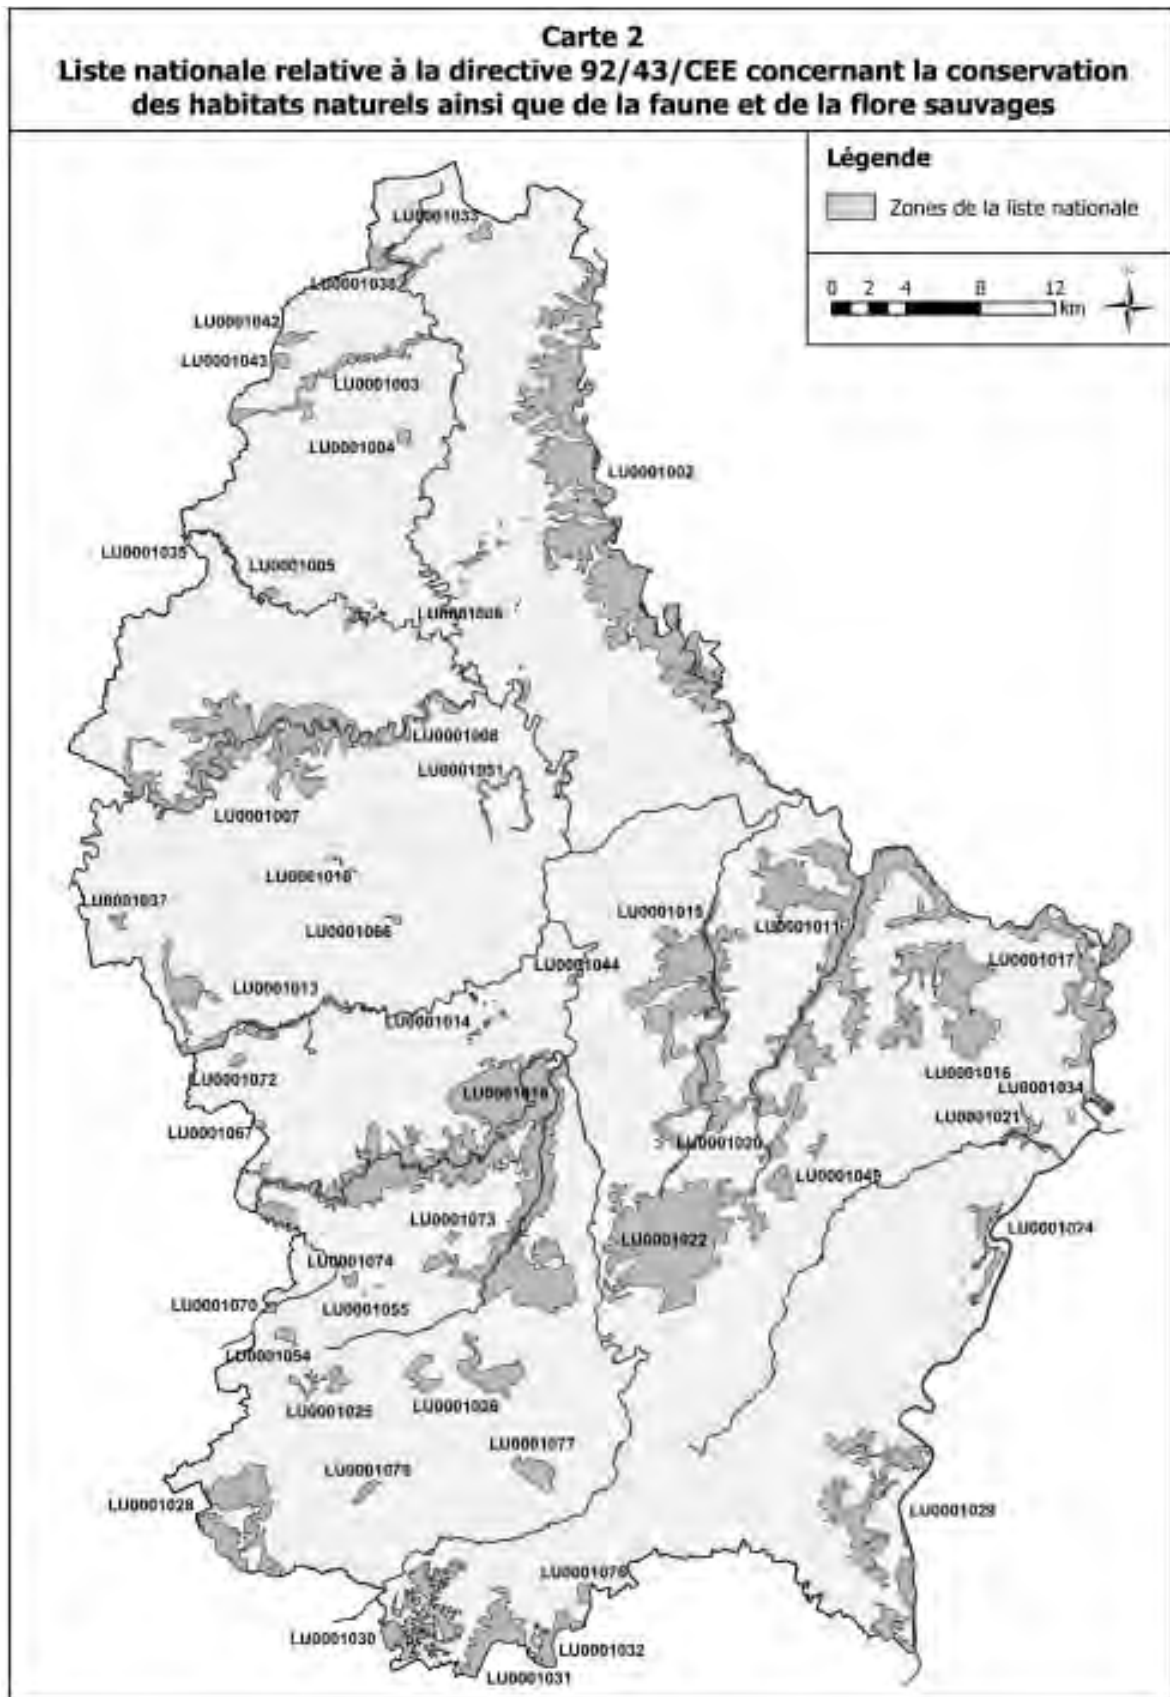 Carte 2
Liste nationale relative à la directive 92/43/CEE concernant la conservation
des habitats naturels ainsi que de la faune et de la flore sauvages
Légende
Zones de la liste nationale
0 2 4 8 12
km
LU0001033
LU0001038
LU0001042
LU0001043
LU0001003
LU0001004
LU0001002
LU0001035
LU0001005
LU0001006
LU0001008
LU0001051
LU0001007
LU0001010
LU0001037
LU0001066
LU0001015
LU0001011
LU0001017
LU0001044
LU0001013
LU0001014
LU0001072
LU0001016
LU0001034
LU0001018
LU0001021
LU0001067
LU0001020
LU0001049
LU0001073
LU0001024
LU0001022
LU0001074
LU0001070
LU0001055
LU0001054
LU0001025
LU0001026
LU0001077
LU0001028
LU0001029
LU0001076
LU0001030
LU0001032
LU0001031